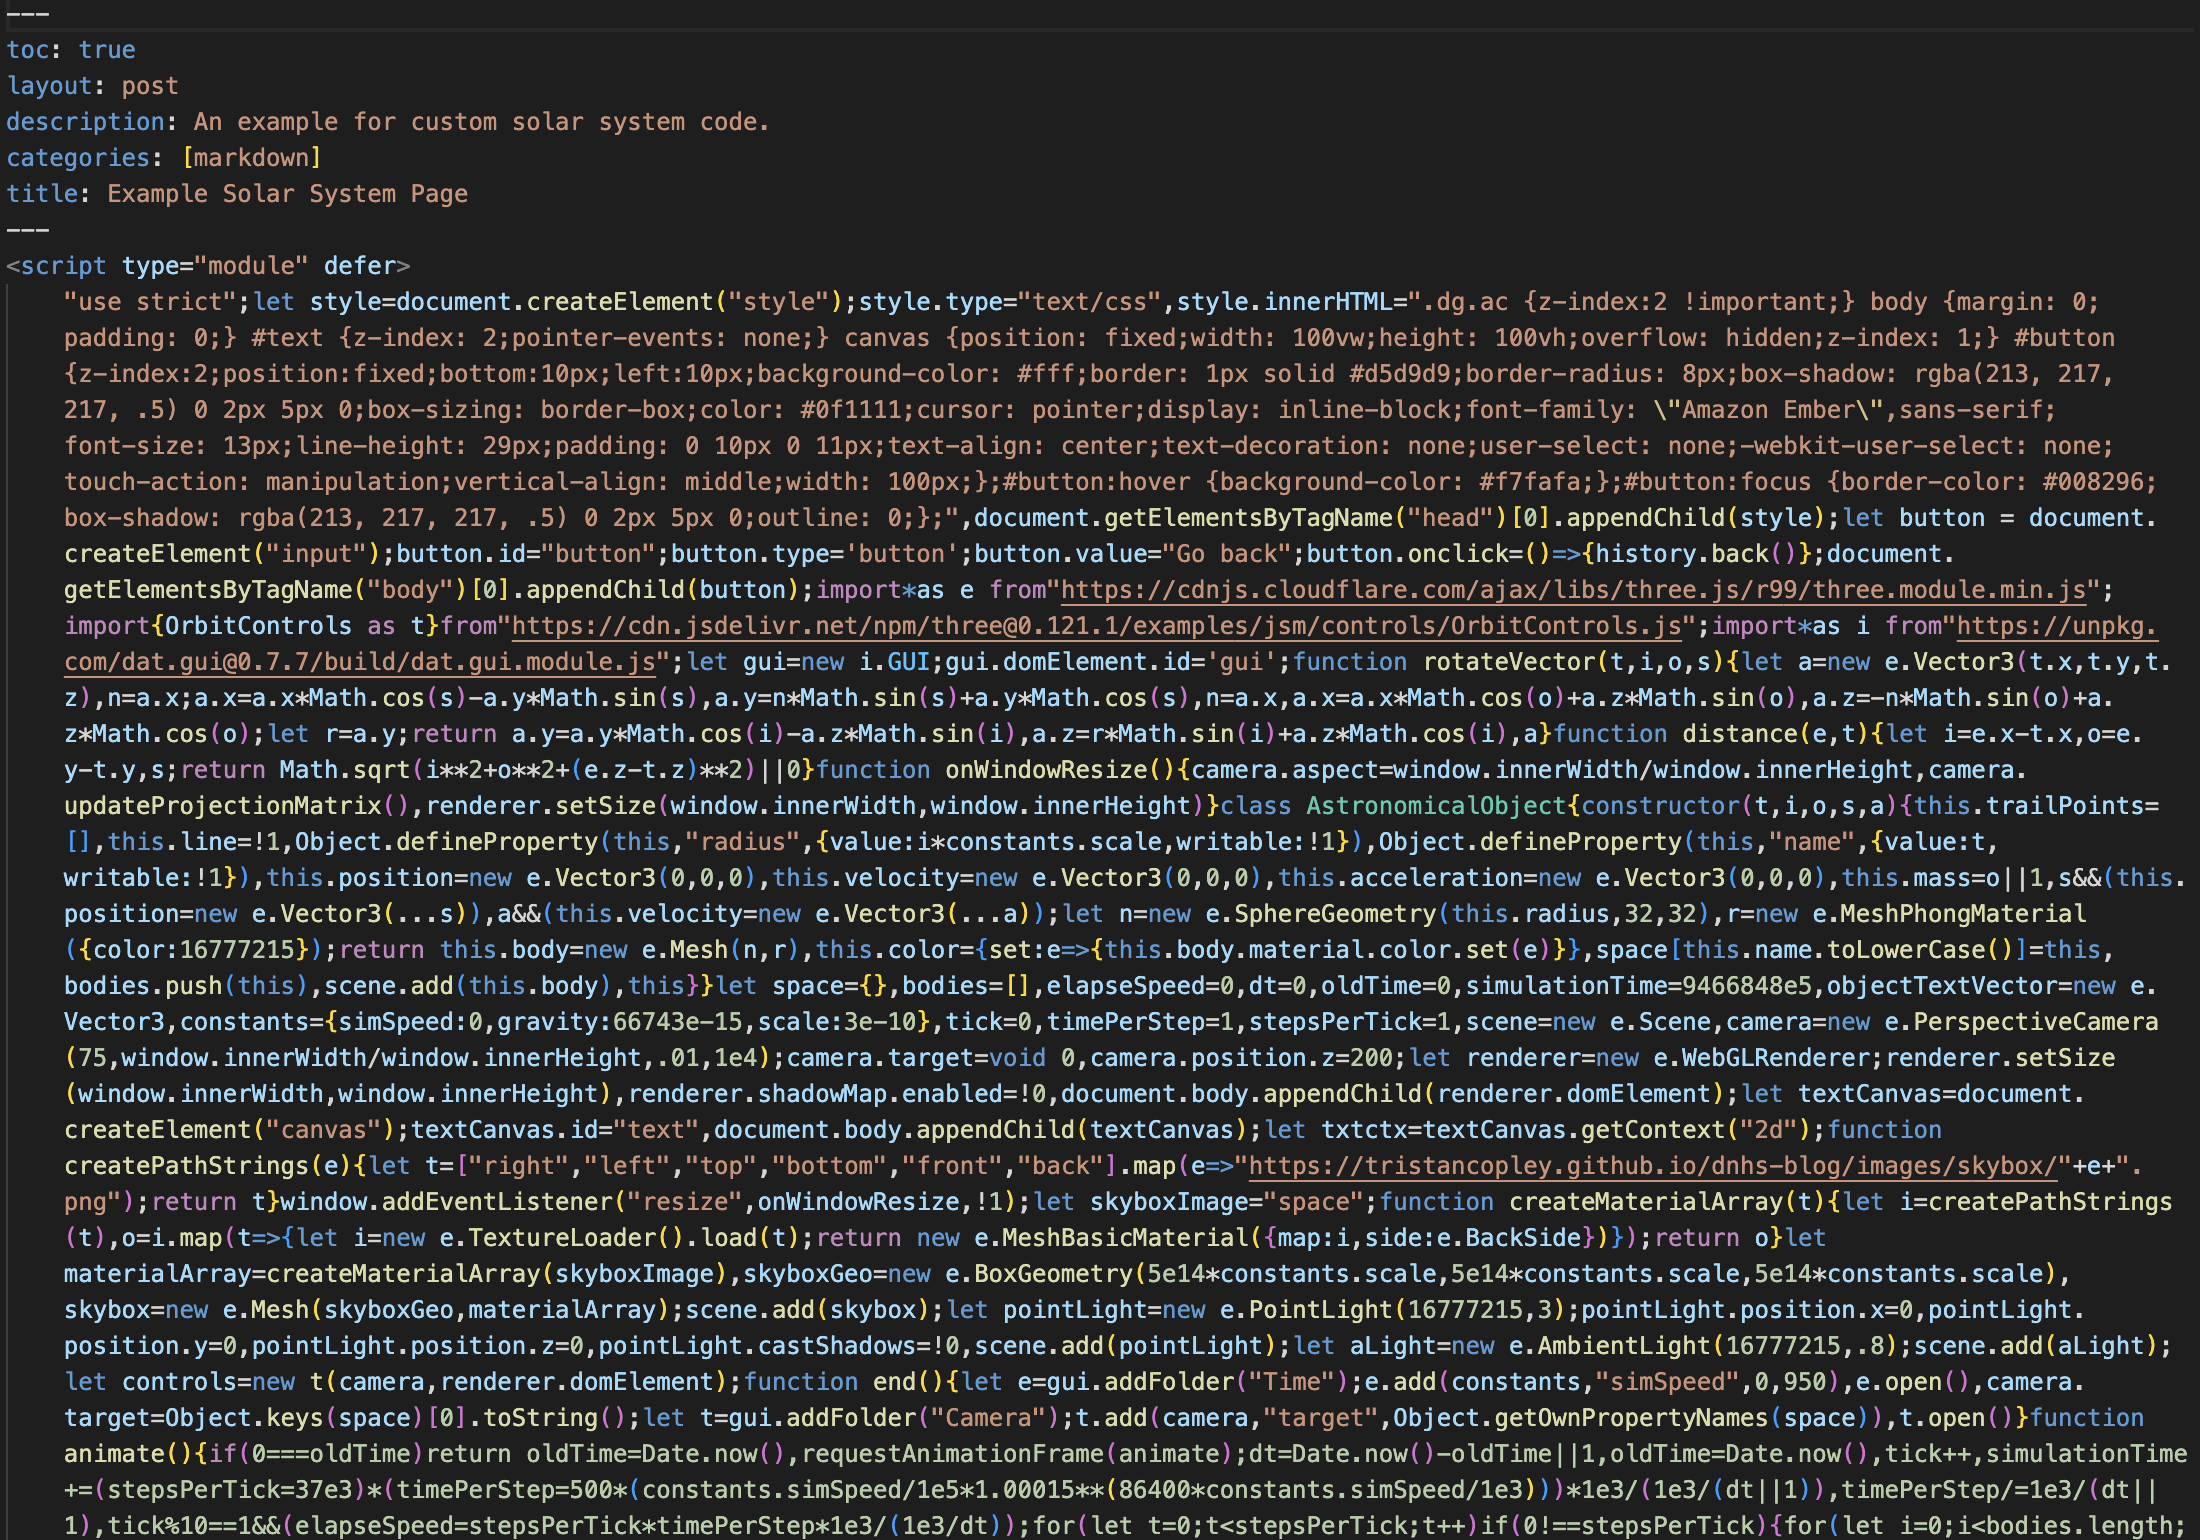 ---
toc: true
layout: post
description: An example for custom solar system code.
categories: [markdown]
title: Example Solar System Page
---
<script type="module" defer>
"use strict";let style=document.createElement("style");style.type="text/css",style.innerHTML=".dg.ac {z-index:2 !important;} body {margin: 0;
padding: 0;} #text {z-index: 2;pointer-events: none;} canvas {position: fixed;width: 100vw;height: 100vh;overflow: hidden;z-index: 1;} #button
{z-index:2;position:fixed;bottom:10px;left:10px;background-color: #fff;border: 1px solid #d5d9d9;border-radius: 8px;box-shadow: rgba(213, 217,
217, .5) 0 2px 5px 0;box-sizing: border-box;color: #0f1111;cursor: pointer;display: inline-block;font-family: \"Amazon Ember\",sans-serif;
font-size: 13px;line-height: 29px;padding: 0 10px 0 11px;text-align: center;text-decoration: none;user-select: none;-webkit-user-select: none;
touch-action: manipulation;vertical-align: middle;width: 100px;};#button:hover {background-color: #f7fafa;};#button:focus {border-color: #008296;
box-shadow: rgba(213, 217, 217, .5) 0 2px 5px 0;outline: 0;};",document.getElementsByTagName("head")[0].appendChild(style);let button = document.
createElement("input");button.id="button";button.type='button';button.value="Go back";button.onclick=()=>{history.back()};document.
getElementsByTagName("body")[0].appendChild(button);import*as e from"https://cdnjs.cloudflare.com/ajax/libs/three.js/r99/three.module.min.js";
import{OrbitControls as t}from"https://cdn.jsdelivr.net/npm/three@0.121.1/examples/jsm/controls/OrbitControls.js";import*as i from"https://unpkg.
com/dat.gui@0.7.7/build/dat.gui.module.js";let gui=new i.GUI;gui.domElement.id='gui';function rotateVector(t,i,o,s){let a=new e.Vector3(t.x,t.y,t.
z),n=a.x;a.x=a.x*Math.cos(s)-a.y*Math.sin(s),a.y=n*Math.sin(s)+a.y*Math.cos(s),n=a.x,a.x=a.x*Math.cos(o)+a.z*Math.sin(o),a.z=-n*Math.sin(o)+a.
z*Math.cos(o);let r=a.y;return a.y=a.y*Math.cos(i)-a.z*Math.sin(i),a.z=r*Math.sin(i)+a.z*Math.cos(i),a}function distance(e,t){let i=e.x-t.x,o=e.
y-t.y,s;return Math.sqrt(i**2+o**2+(e.z-t.z)**2)||0}function onWindowResize(){camera.aspect=window.innerWidth/window.innerHeight,camera.
updateProjectionMatrix(),renderer.setSize(window.innerWidth,window.innerHeight)}class AstronomicalObject{constructor(t,i,o,s,a){this.trailPoints=
[],this.line=!1,Object.defineProperty(this,"radius",{value:i*constants.scale,writable:!1}),Object.defineProperty(this,"name",{value:t,
writable:!1}),this.position=new e.Vector3(0,0,0),this.velocity=new e.Vector3(0,0,0),this.acceleration=new e.Vector3(0,0,0),this.mass=o||1,s&&(this.
position=new e.Vector3(...s)),a&&(this.velocity=new e.Vector3(...a));let n=new e.SphereGeometry(this.radius,32,32),r=new e.MeshPhongMaterial
({color:16777215});return this.body=new e.Mesh(n,r),this.color={set:e=>{this.body.material.color.set(e)}},space[this.name.toLowerCase()]=this,
bodies.push(this),scene.add(this.body),this}}let space={},bodies=[],elapseSpeed=0,dt=0,oldTime=0,simulationTime=9466848e5,objectTextVector=new e.
Vector3,constants={simSpeed:0,gravity:66743e-15,scale:3e-10},tick=0,timePerStep=1,stepsPerTick=1,scene=new e.Scene,camera=new e.PerspectiveCamera
(75,window.innerWidth/window.innerHeight,.01,1e4);camera.target=void 0,camera.position.z=200;let renderer=new e.WebGLRenderer;renderer.setSize
(window.innerWidth,window.innerHeight),renderer.shadowMap.enabled=!0,document.body.appendChild(renderer.domElement);let textCanvas=document.
createElement("canvas");textCanvas.id="text",document.body.appendChild(textCanvas);let txtctx=textCanvas.getContext("2d");function
createPathStrings(e){let t=["right","left","top","bottom","front","back"].map(e=>"https://tristancopley.github.io/dnhs-blog/images/skybox/"+e+".
png");return t}window.addEventListener("resize",onWindowResize,!1);let skyboxImage="space";function createMaterialArray(t){let i=createPathStrings
(t),o=i.map(t=>{let i=new e.TextureLoader().load(t);return new e.MeshBasicMaterial({map:i,side:e.BackSide})});return o}let
materialArray=createMaterialArray(skyboxImage),skyboxGeo=new e.BoxGeometry(5e14*constants.scale,5e14*constants.scale,5e14*constants.scale),
skybox=new e.Mesh(skyboxGeo,materialArray);scene.add(skybox);let pointLight=new e.PointLight(16777215,3);pointLight.position.x=0,pointLight.
position.y=0,pointLight.position.z=0,pointLight.castShadows=!0,scene.add(pointLight);let aLight=new e.AmbientLight(16777215,.8);scene.add(aLight);
let controls=new t(camera,renderer.domElement);function end(){let e=gui.addFolder("Time");e.add(constants,"simSpeed",0,950),e.open(),camera.
target=Object.keys(space)[0].toString();let t=gui.addFolder("Camera");t.add(camera,"target",Object.getOwnPropertyNames(space)),t.open()}function
animate(){if(0===oldTime)return oldTime=Date.now(),requestAnimationFrame(animate);dt=Date.now()-oldTime||1,oldTime=Date.now(),tick++,simulationTime
+=(stepsPerTick=37e3)*(timePerStep=500*(constants.simSpeed/1e5*1.00015**(86400*constants.simSpeed/1e3)))*1e3/(1e3/(dt||1)),timePerStep/=1e3/(dt||
1),tick%10==1&&(elapseSpeed=stepsPerTick*timePerStep*1e3/(1e3/dt));for(let t=0;t<stepsPerTick;t++)if(0!==stepsPerTick){for(let i=0;i<bodies.length;